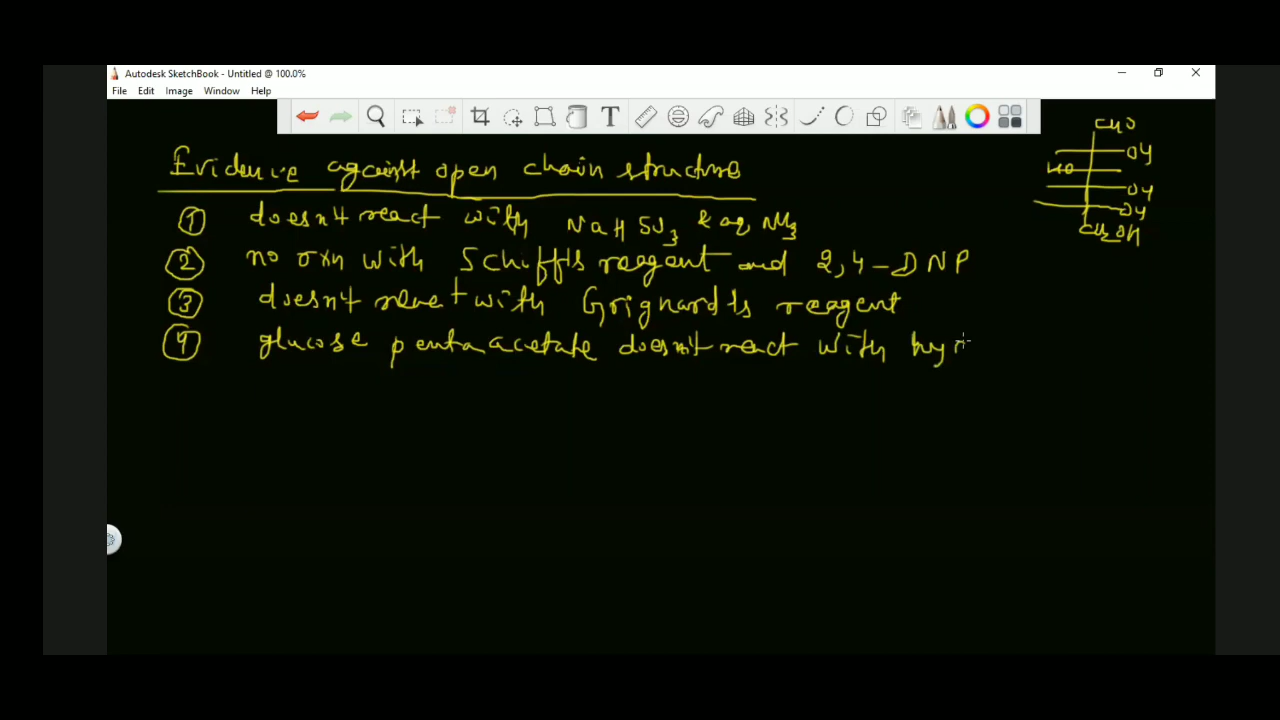 Autodesk SketchBook - Untitled @ 100.0%
File Edit Image Window Help
T
CHO
OH
HO
OH
OH
CH2OH
Evidence against open chain structure
① doesn't react with NaHSO3 & aq NH3
② no rxn with Schiff's reagent and 2,4-DNP
③ doesn't react with Grignard's reagent
④ glucose pentaacetate doesn't react with hy